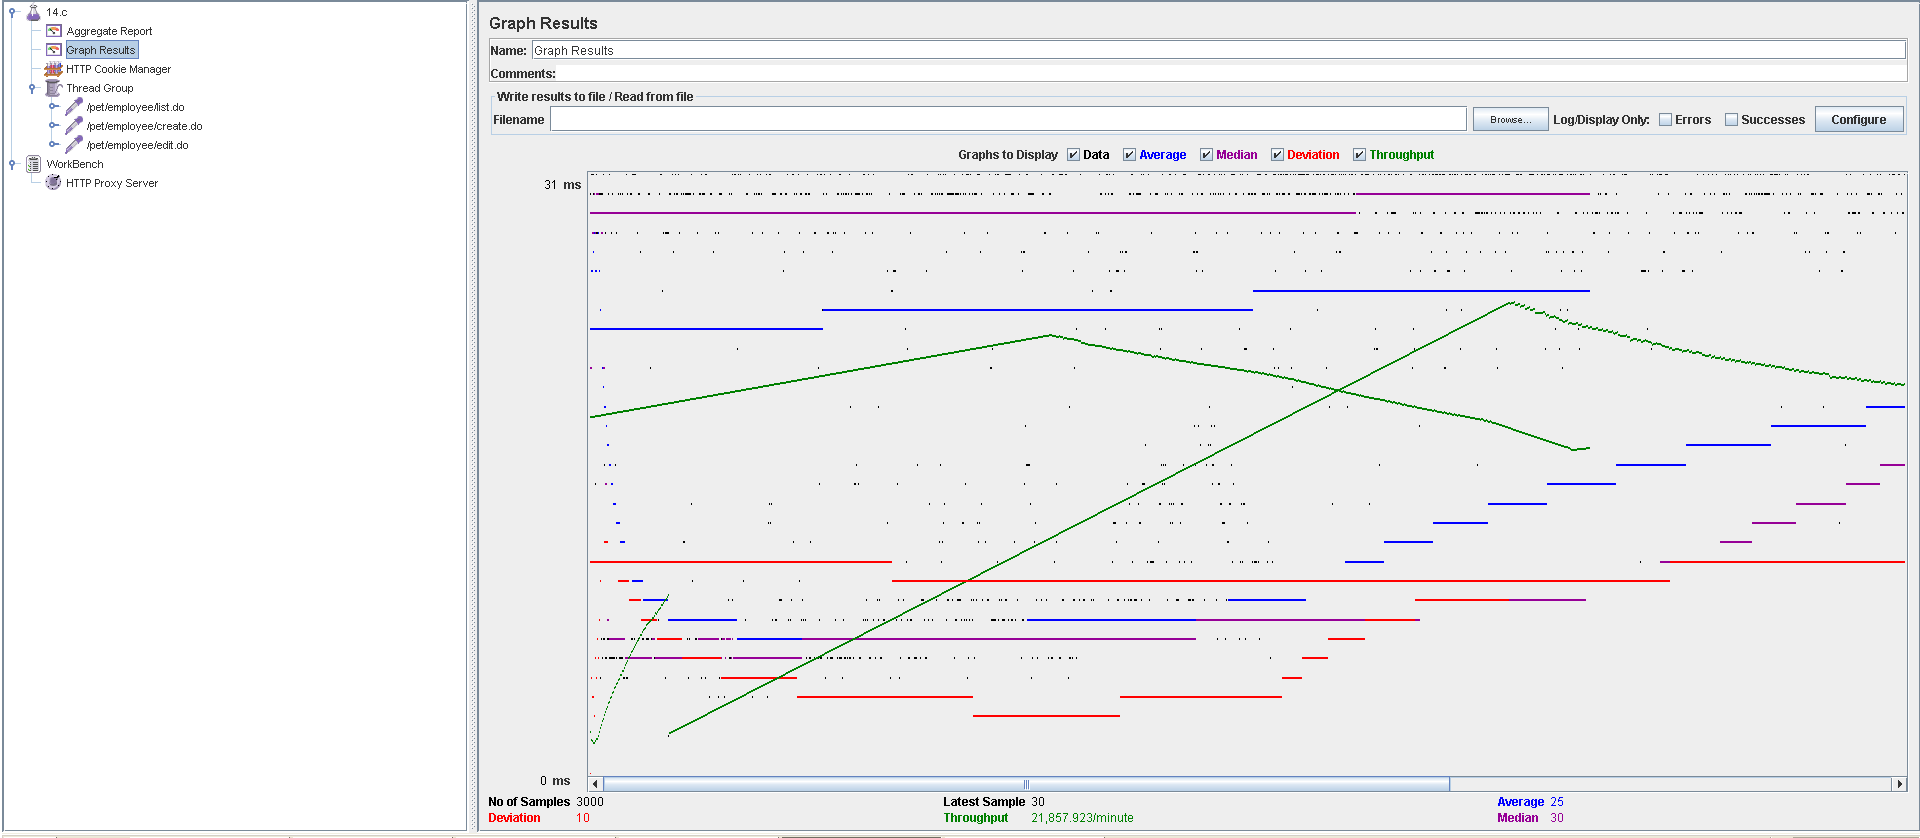 14.c
Aggregate Report
Graph Results
HTTP Cookie Manager
Thread Group
/pet/employee/list.do
/pet/employee/create.do
/pet/employee/edit.do
WorkBench
HTTP Proxy Server
Graph Results
Name: Graph Results
Comments:
Write results to file / Read from file
Filename Browse... Log/Display Only: Errors Successes Configure
Graphs to Display Data Average Median Deviation Throughput
31 ms
0 ms
No of Samples 3000 Latest Sample 30 Average 25
Deviation 10 Throughput 21,857.923/minute Median 30